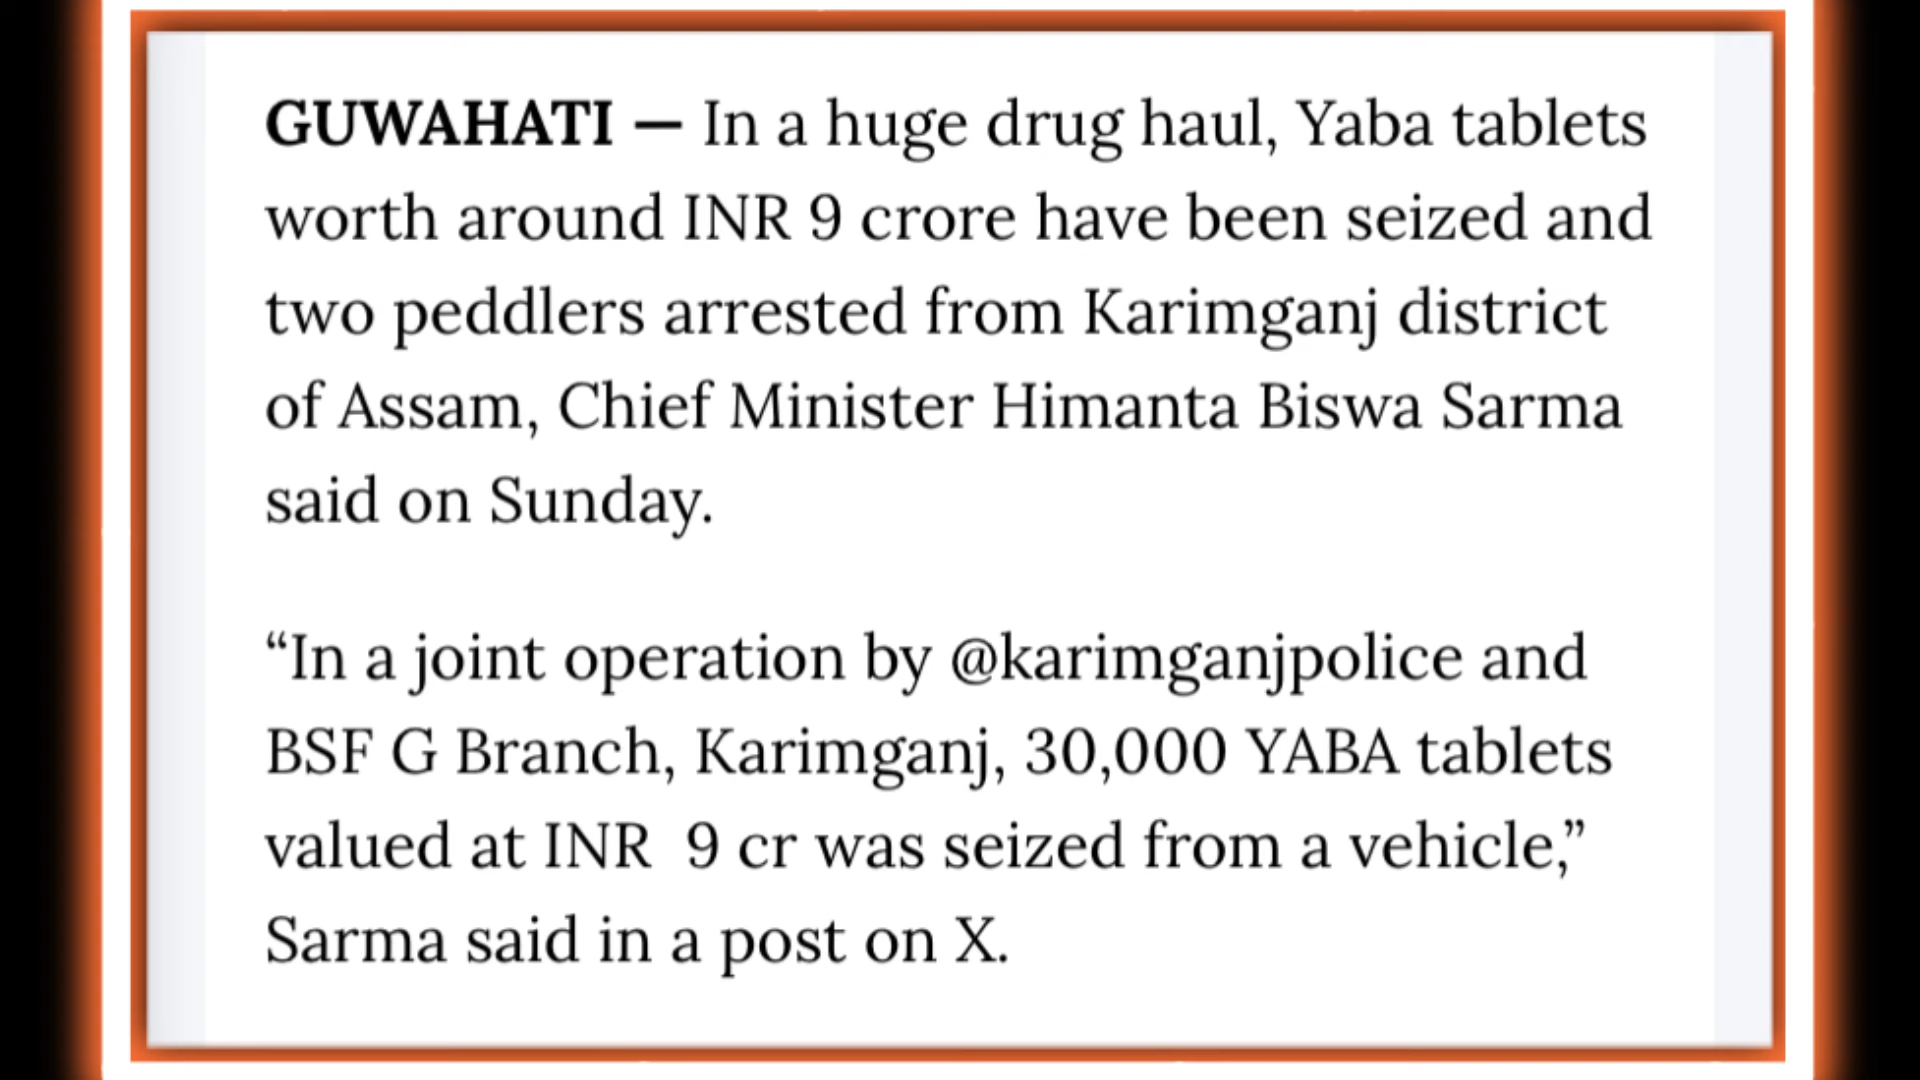 GUWAHATI — In a huge drug haul, Yaba tablets
worth around INR 9 crore have been seized and
two peddlers arrested from Karimganj district
of Assam, Chief Minister Himanta Biswa Sarma
said on Sunday.
“In a joint operation by @karimganjpolice and
BSF G Branch, Karimganj, 30,000 YABA tablets
valued at INR  9 cr was seized from a vehicle,”
Sarma said in a post on X.